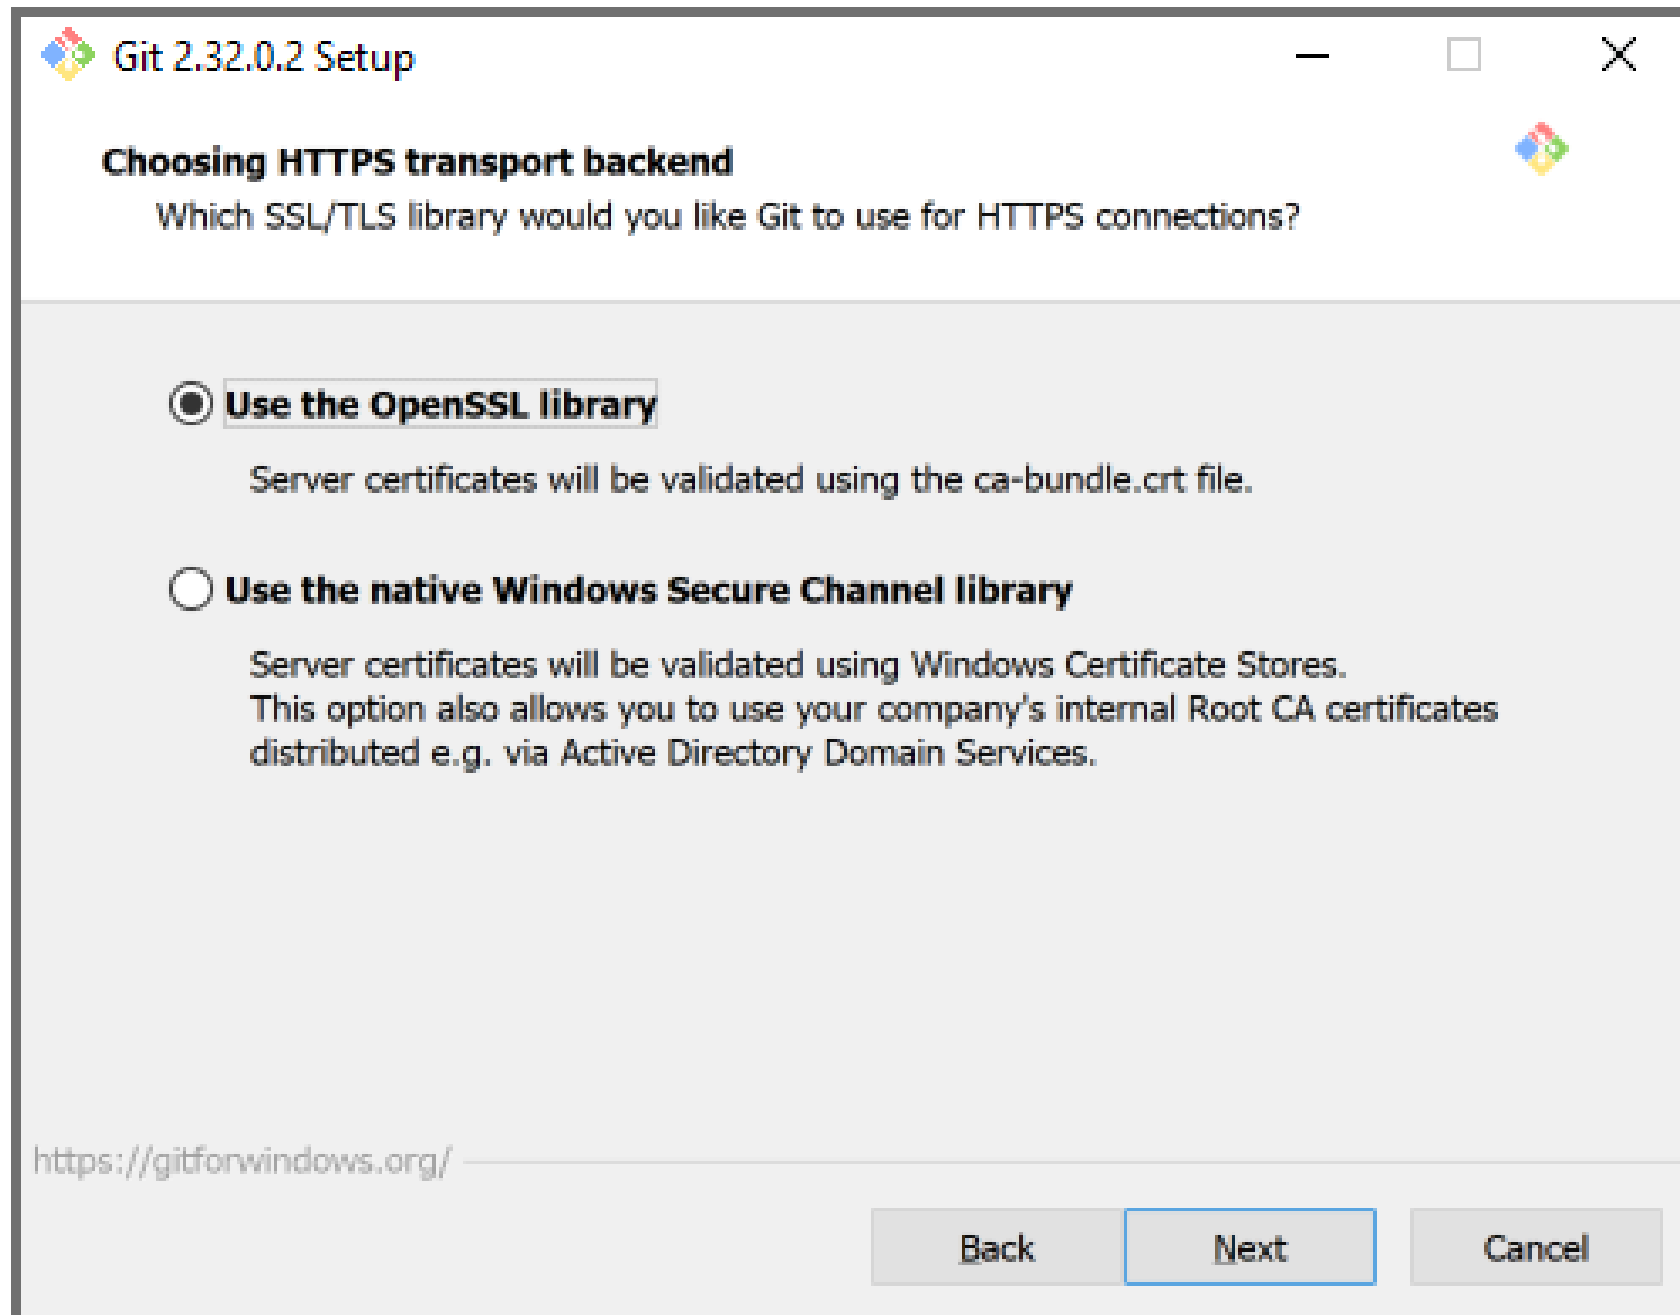 Git 2.32.0.2 Setup
Choosing HTTPS transport backend
Which SSL/TLS library would you like Git to use for HTTPS connections?
Use the OpenSSL library
Server certificates will be validated using the ca-bundle.crt file.
Use the native Windows Secure Channel library
Server certificates will be validated using Windows Certificate Stores.
This option also allows you to use your company's internal Root CA certificates
distributed e.g. via Active Directory Domain Services.
https://gitforwindows.org/
Back Next Cancel